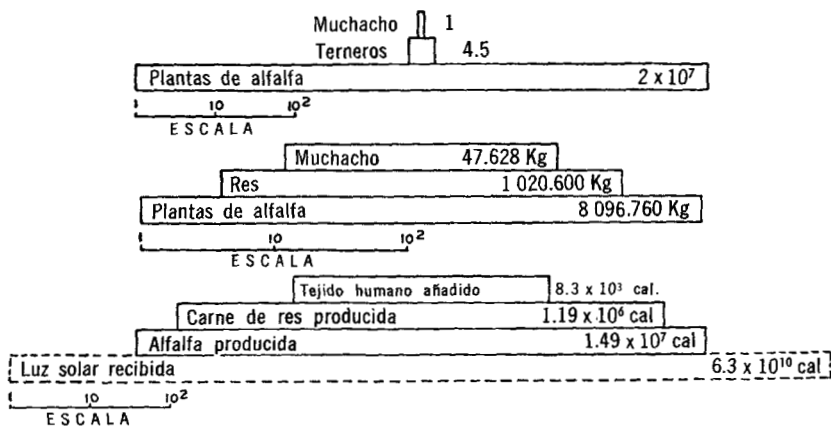 Muchacho 1
Terneros 4.5
Plantas de alfalfa 2 x 10⁷
1 10 10²
ESCALA
Muchacho 47.628 Kg
Res 1 020.600 Kg
Plantas de alfalfa 8 096.760 Kg
1 10 10²
ESCALA
Tejido humano añadido 8.3 x 10³ cal.
Carne de res producida 1.19 x 10⁶ cal
Alfalfa producida 1.49 x 10⁷ cal
Luz solar recibida 6.3 x 10¹⁰ cal
1 10 10²
ESCALA